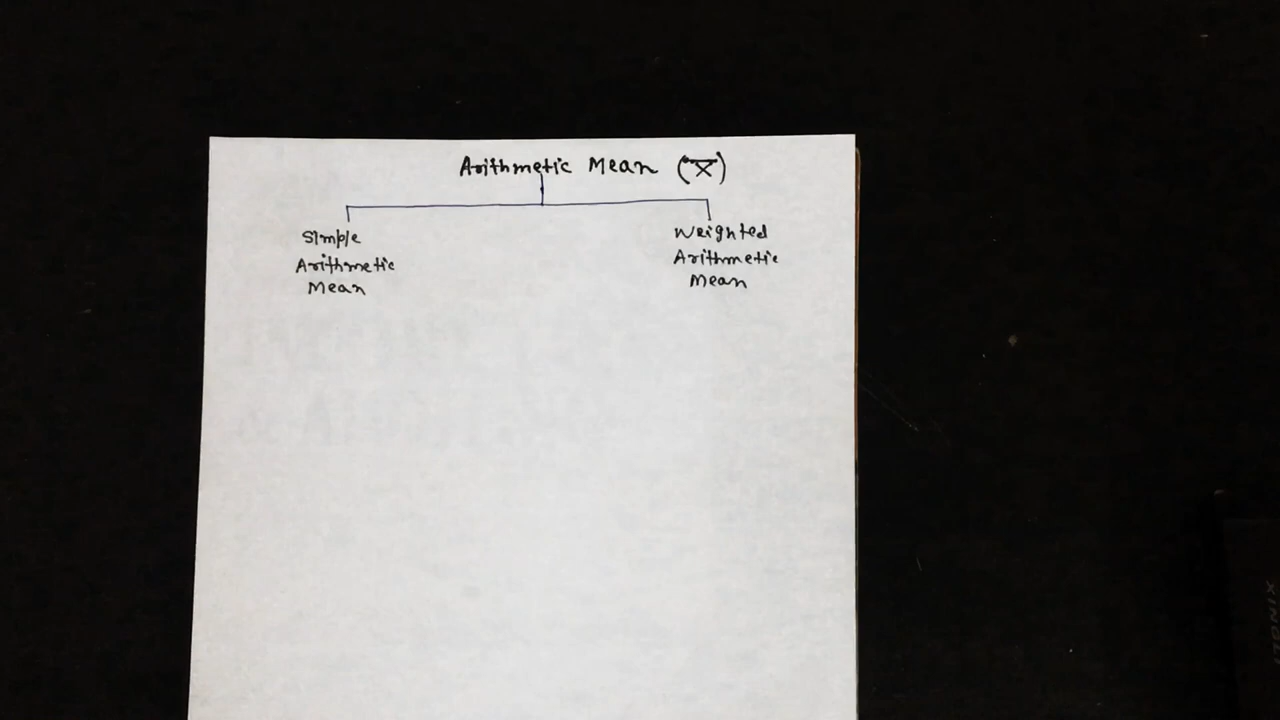 Arithmetic Mean (X̅)
Simple
Arithmetic
Mean
Weighted
Arithmetic
Mean